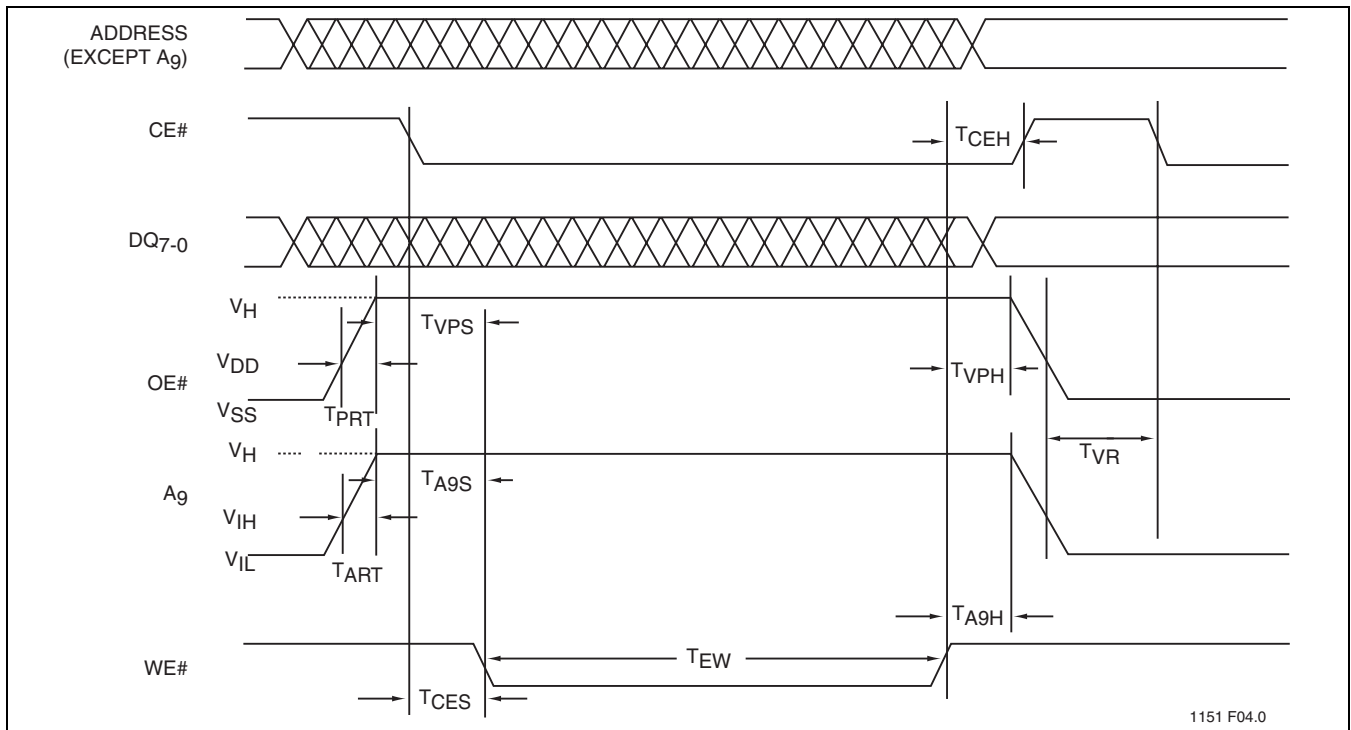 ADDRESS
(EXCEPT A9)
CE#
TCEH
DQ7-0
VH
TVPS
VDD
TVPH
OE#
VSS
TPRT
VH
TVR
A9
TA9S
VIH
VIL
TART
TA9H
WE#
TEW
TCES
1151 F04.0